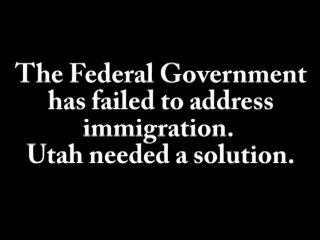 The Federal Government
has failed to address
immigration.
Utah needed a solution.